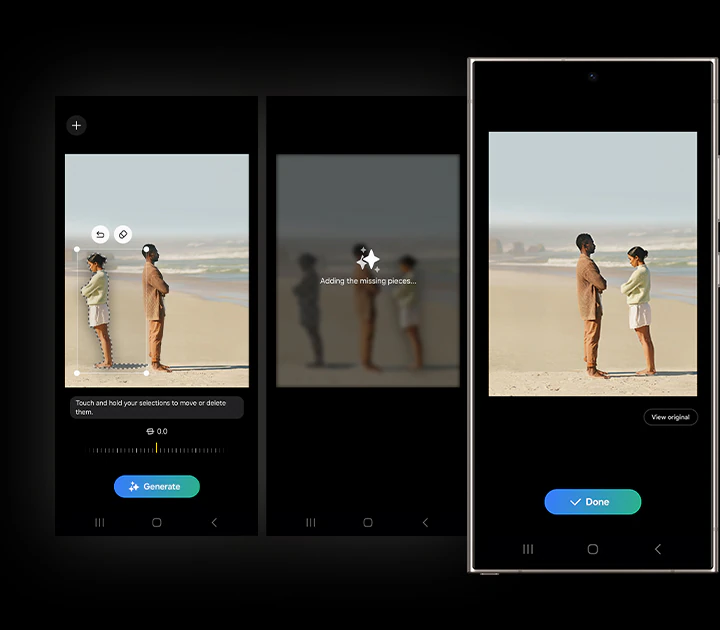 Touch and hold your selections to move or delete
them.
0.0
Generate
Adding the missing pieces...
View original
Done